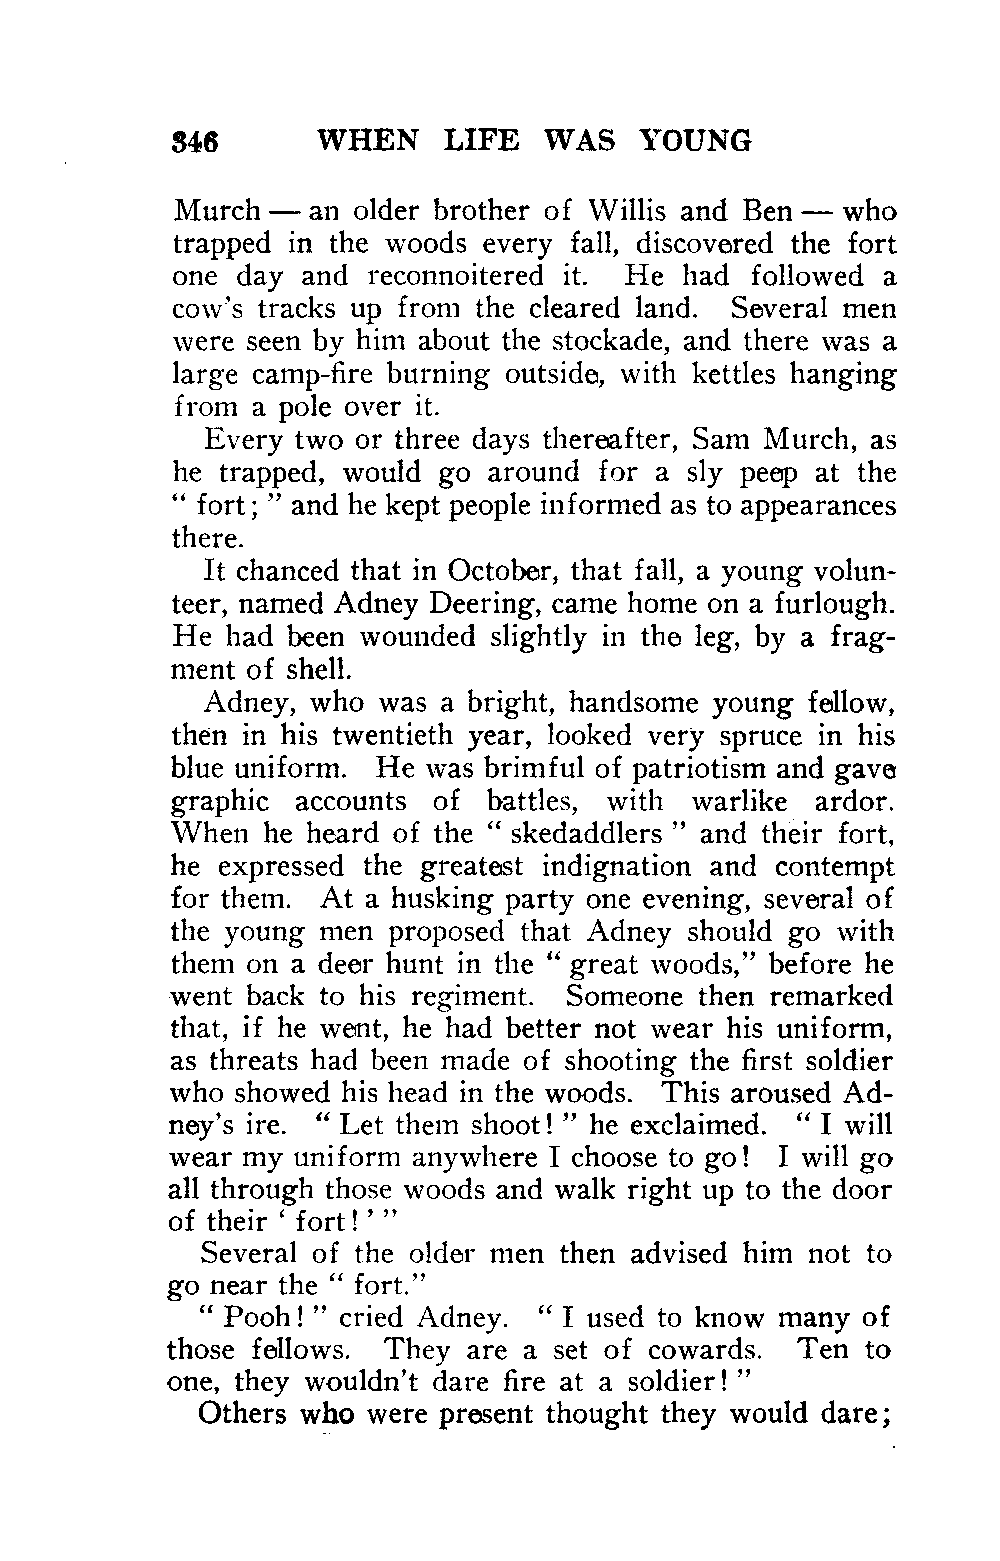 346 WHEN LIFE WAS YOUNG
Murch — an older brother of Willis and Ben — who
trapped in the woods every fall, discovered the fort
one day and reconnoitered it. He had followed a
cow's tracks up from the cleared land. Several men
were seen by him about the stockade, and there was a
large camp-fire burning outside, with kettles hanging
from a pole over it.
Every two or three days thereafter, Sam Murch, as
he trapped, would go around for a sly peep at the
" fort; " and he kept people informed as to appearances
there.
It chanced that in October, that fall, a young volun-
teer, named Adney Deering, came home on a furlough.
He had been wounded slightly in the leg, by a frag-
ment of shell.
Adney, who was a bright, handsome young fellow,
then in his twentieth year, looked very spruce in his
blue uniform. He was brimful of patriotism and gave
graphic accounts of battles, with warlike ardor.
When he heard of the " skedaddlers " and their fort,
he expressed the greatest indignation and contempt
for them. At a husking party one evening, several of
the young men proposed that Adney should go with
them on a deer hunt in the " great woods," before he
went back to his regiment. Someone then remarked
that, if he went, he had better not wear his uniform,
as threats had been made of shooting the first soldier
who showed his head in the woods. This aroused Ad-
ney's ire. " Let them shoot! " he exclaimed. " I will
wear my uniform anywhere I choose to go! I will go
all through those woods and walk right up to the door
of their ' fort! ' "
Several of the older men then advised him not to
go near the " fort."
" Pooh! " cried Adney. " I used to know many of
those fellows. They are a set of cowards. Ten to
one, they wouldn't dare fire at a soldier! "
Others who were present thought they would dare;